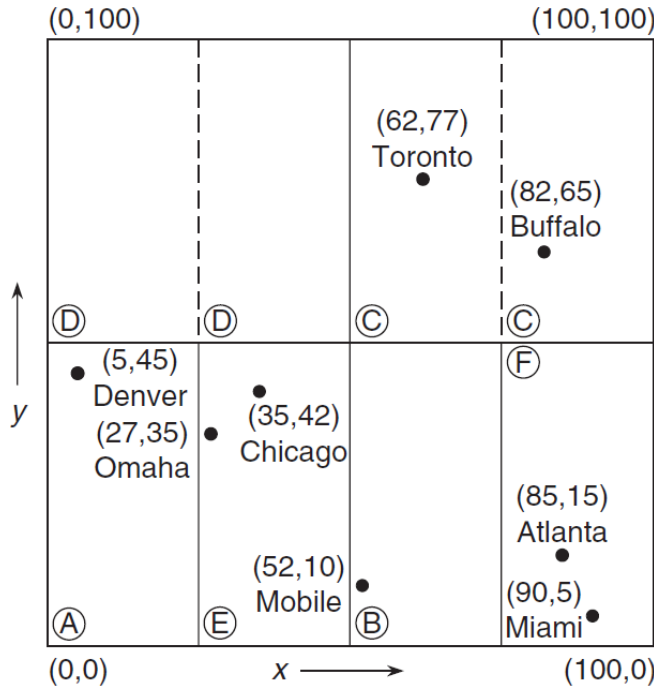 (0,100) (100,100)
(62,77)
Toronto
(82,65)
Buffalo
D D C C
(5,45)
Denver
F
(27,35)
Omaha
(35,42)
Chicago
y
(85,15)
Atlanta
(52,10)
Mobile
(90,5)
Miami
A E B
(0,0) x (100,0)